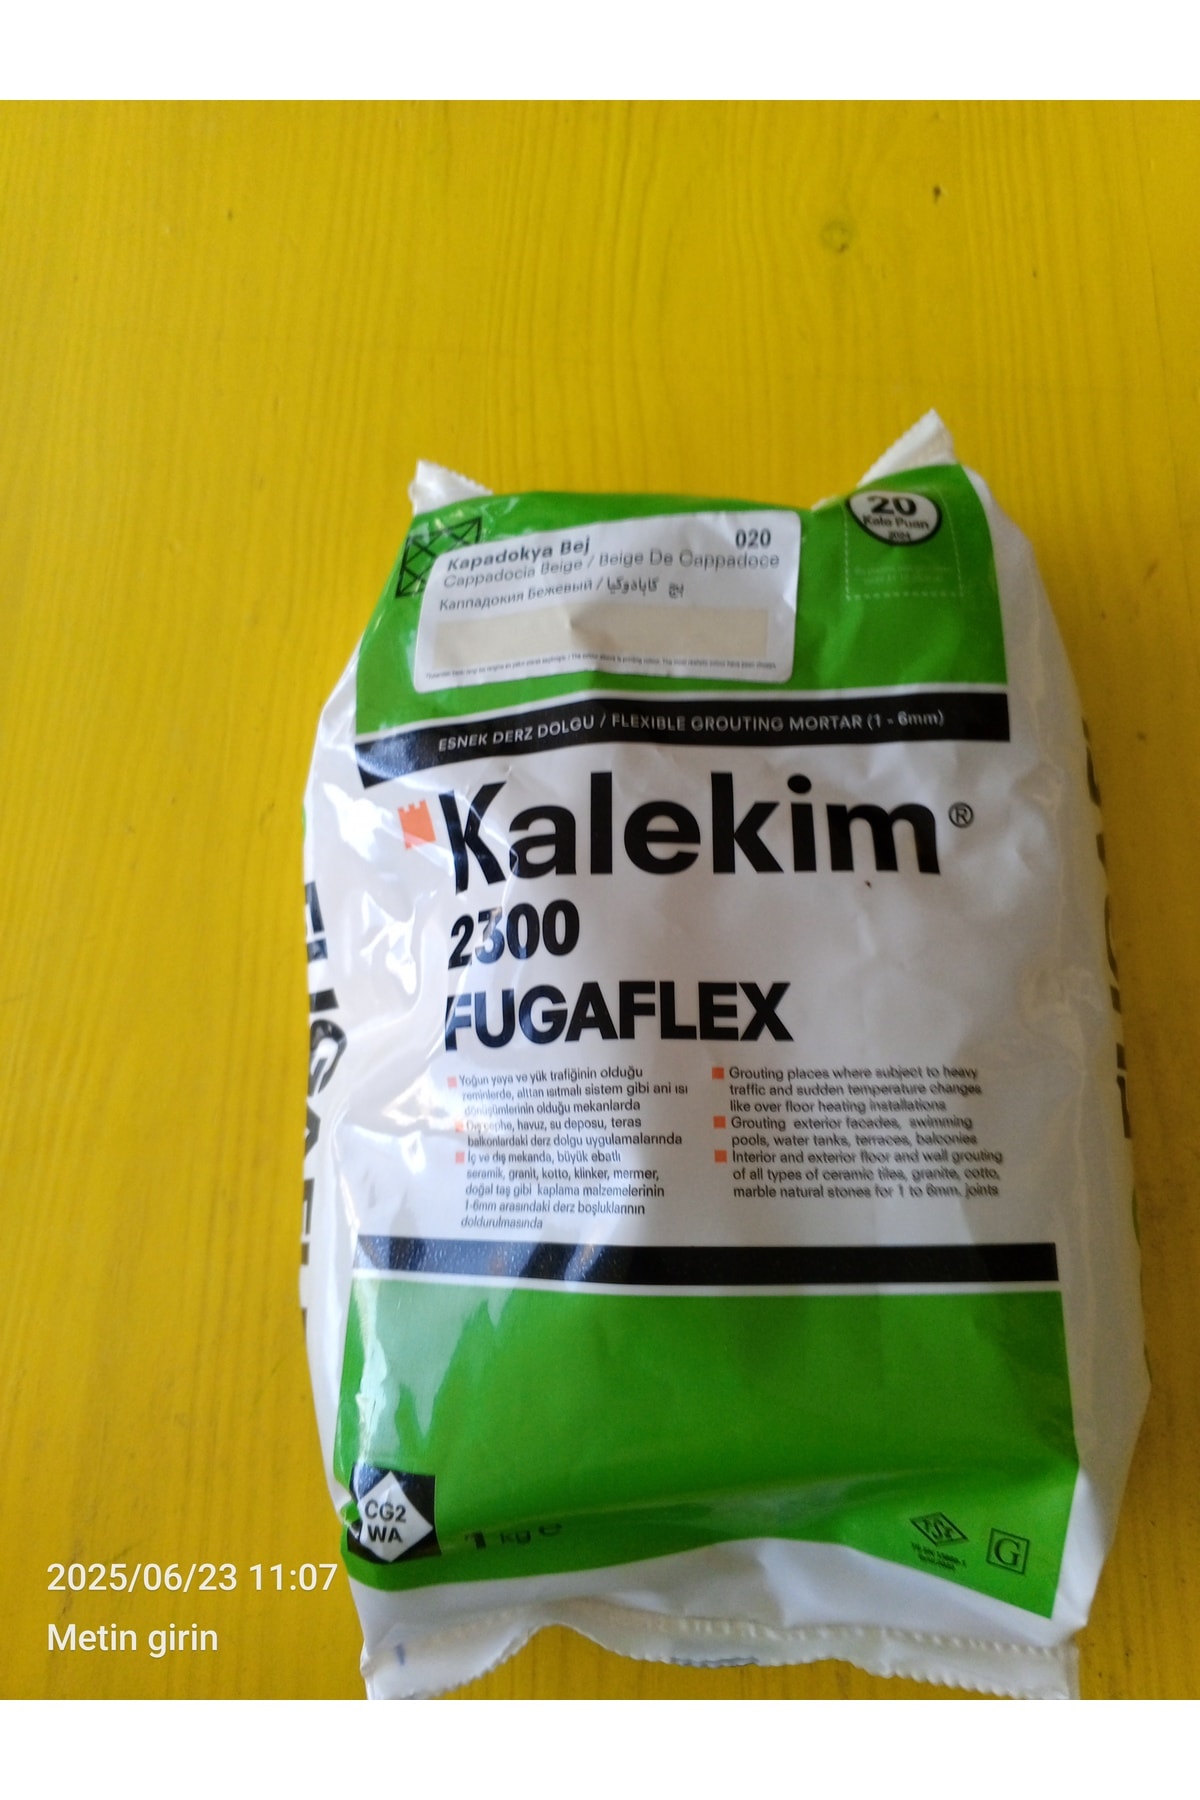 20
Kale Puan
Kapadokya Bej 020
Cappadocia Beige / Beige De Cappadoce
Каппадокия Бежевый / بيج كابادوكيا
ESNEK DERZ DOLGU / FLEXIBLE GROUTING MORTAR (1 - 6mm)
Kalekim®
2300
FUGAFLEX
Yoğun yaya ve yük trafiğinin olduğu
zeminlerde, alttan ısıtmalı sistem gibi ani ısı
dönüşümlerinin olduğu mekanlarda
Dış cephe, havuz, su deposu, teras
balkonlardaki derz dolgu uygulamalarında
İç ve dış mekanda, büyük ebatlı
seramik, granit, kotto, klinker, mermer,
doğal taş gibi kaplama malzemelerinin
1-6mm arasındaki derz boşluklarının
doldurulmasında
Grouting places where subject to heavy
traffic and sudden temperature changes
like over floor heating installations
Grouting exterior facades, swimming
pools, water tanks, terraces, balconies
Interior and exterior floor and wall grouting
of all types of ceramic tiles, granite, cotto,
marble natural stones for 1 to 6mm. joints
CG2
WA
1 kg e
TSE
G
2025/06/23 11:07
Metin girin